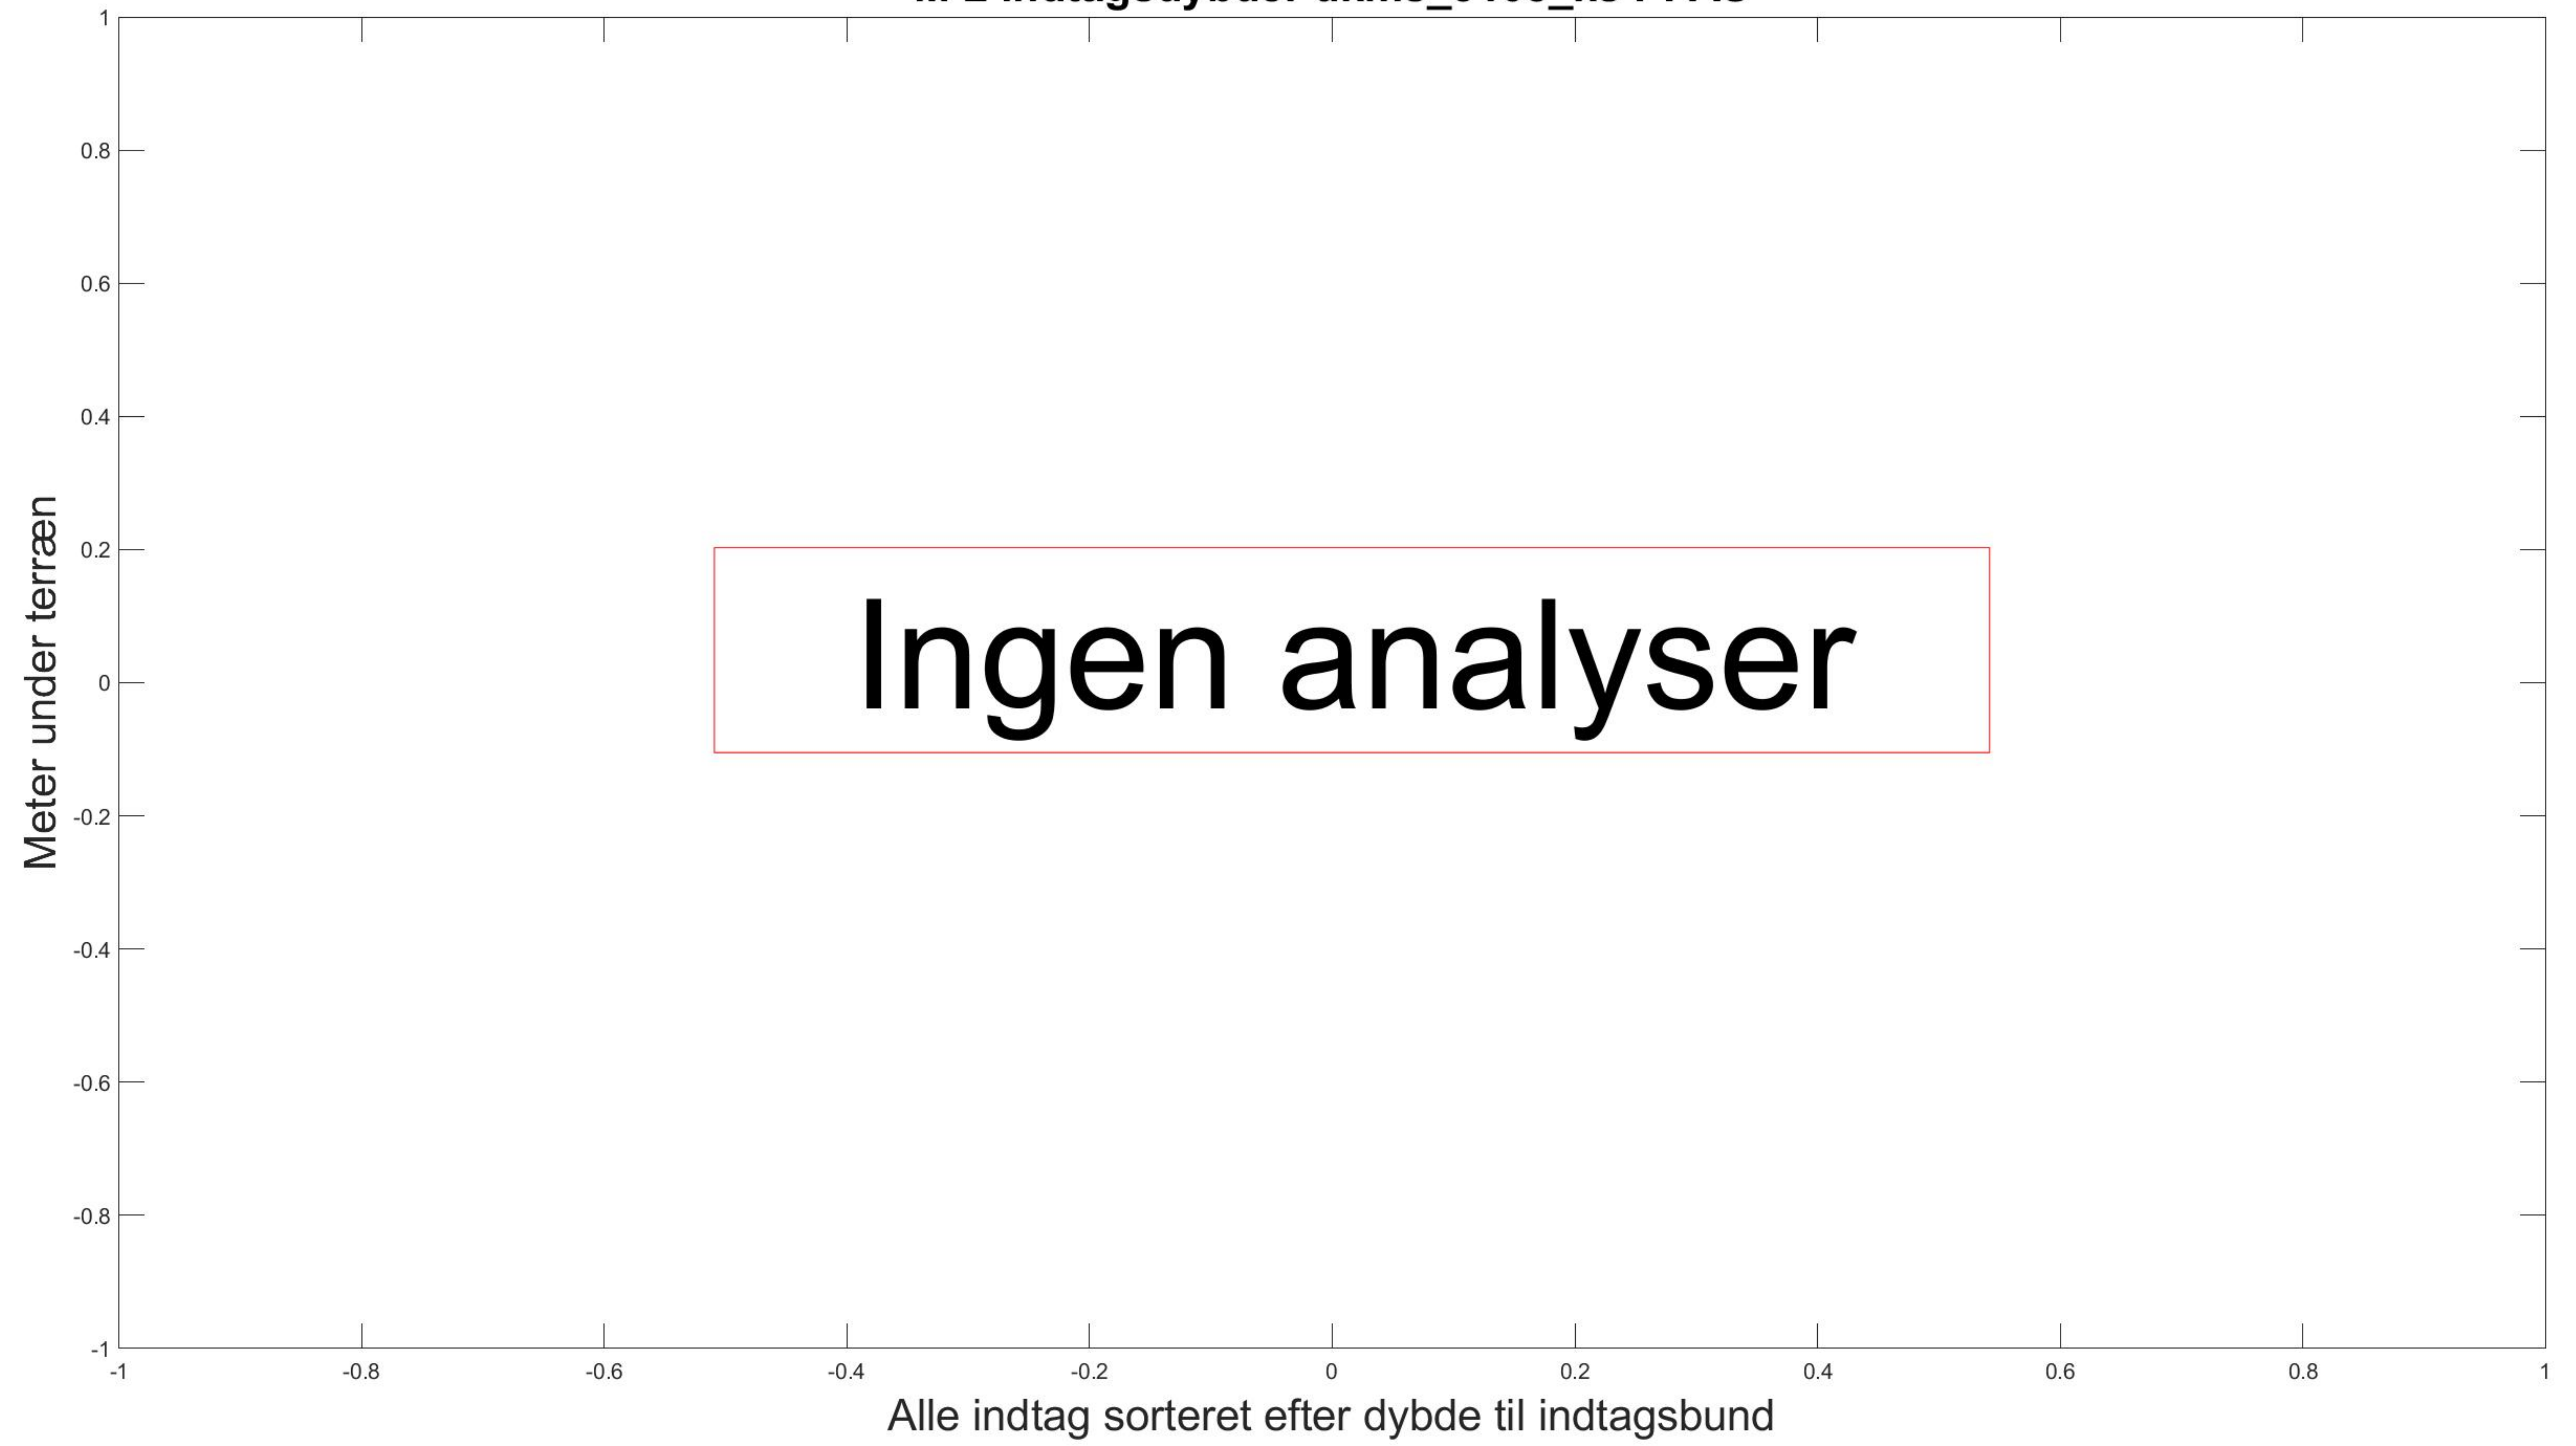 Indtagsdybder
1
0.8
0.6
0.4
0.2
0
-0.2
-0.4
-0.6
-0.8
-1
Meter under terræn
Ingen analyser
-1 -0.8 -0.6 -0.4 -0.2 0 0.2 0.4 0.6 0.8 1
Alle indtag sorteret efter dybde til indtagsbund